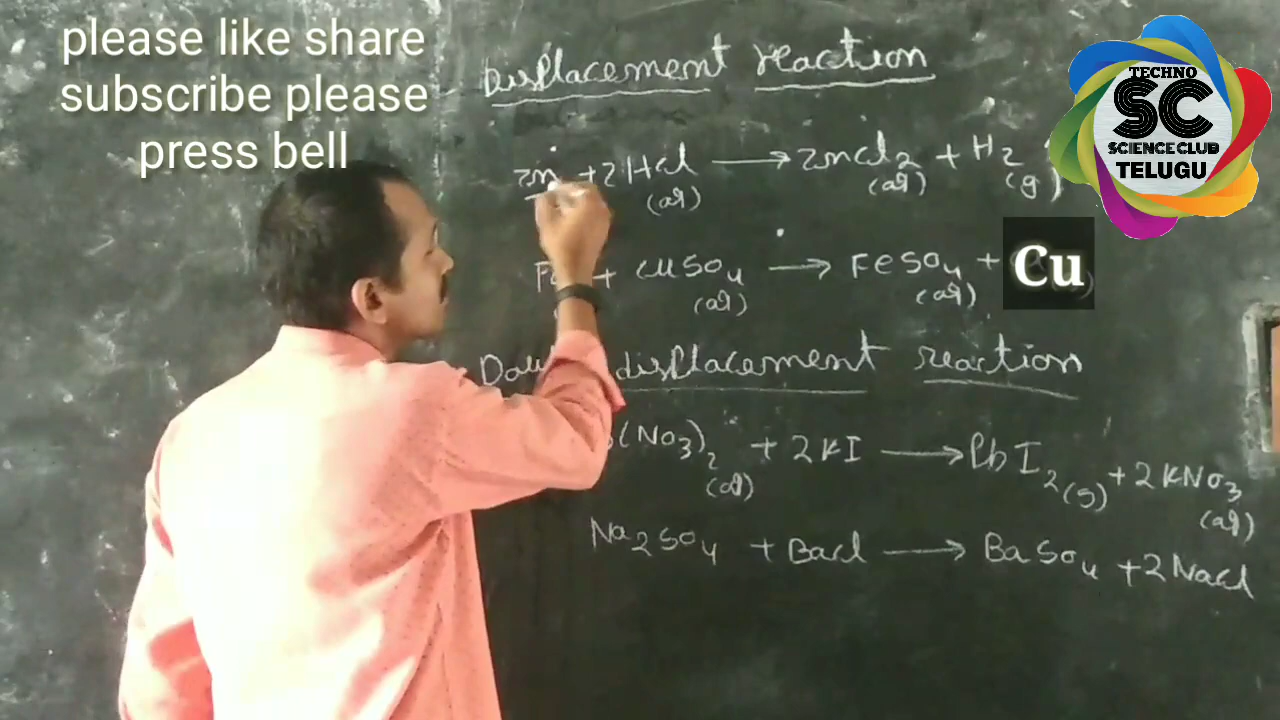 please like share
subscribe please
press bell
TECHNO
SC
SCIENCE CLUB
TELUGU
Displacement reaction
Zn + 2HCl → ZnCl2 + H2
(aq) (aq) (g)
+ CuSO4 → FeSO4 + Cu
(aq) (aq)
displacement reaction
(NO3)2 + 2KI → PbI2(s) + 2KNO3
(aq) (aq)
Na2SO4 + BaCl → BaSO4 + 2NaCl